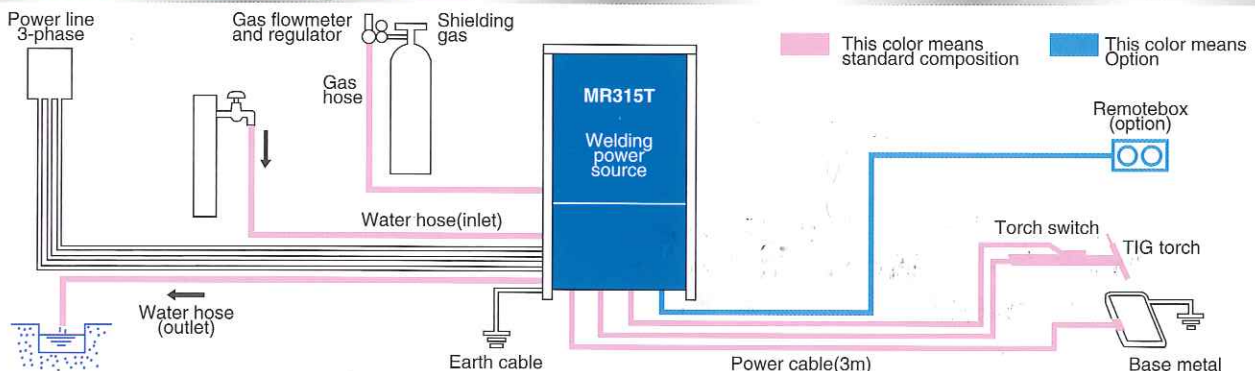 Power line
3-phase
Gas flowmeter
and regulator
Shielding
gas
Gas
hose
MR315T
Welding
power
source
This color means
standard composition
This color means
Option
Remotebox
(option)
Water hose(inlet)
Torch switch
TIG torch
Water hose
(outlet)
Earth cable
Power cable(3m)
Base metal